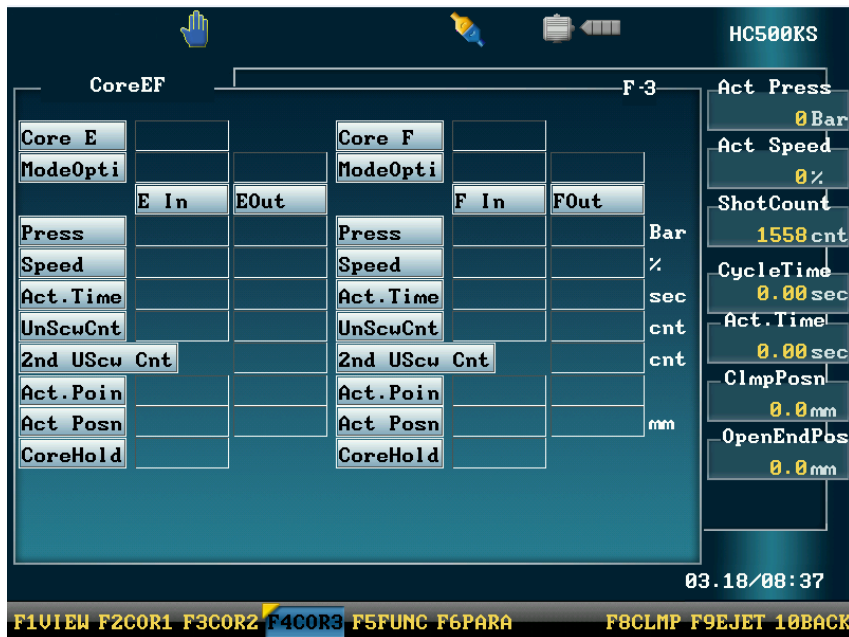 HC500KS
CoreEF
F-3
Core E
Core F
ModeOpti
ModeOpti
E In EOut
F In FOut
Press
Press
Bar
Speed
Speed
%
Act.Time
Act.Time
sec
UnScwCnt
UnScwCnt
cnt
2nd UScw Cnt
2nd UScw Cnt
cnt
Act.Poin
Act.Poin
Act Posn
Act Posn
mm
CoreHold
CoreHold
Act Press
0 Bar
Act Speed
0 %
ShotCount
1558 cnt
CycleTime
0.00 sec
Act.Time
0.00 sec
ClmpPosn
0.0 mm
OpenEndPos
0.0 mm
03.18/08:37
F1VIEW F2COR1 F3COR2 F4COR3 F5FUNC F6PARA F8CLMP F9EJET 10BACK